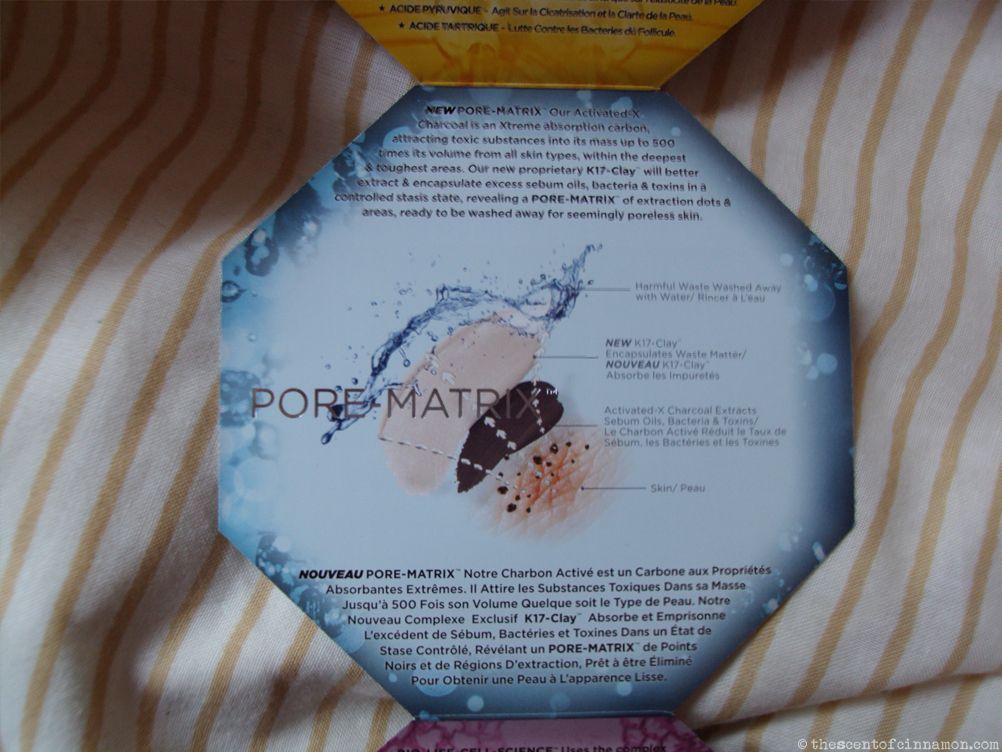 ★ ACIDE PYRUVIQUE - Agit Sur la Cicatrisation et la Clarte de la Peau.
★ ACIDE TARTRIQUE - Lutte Contre les Bacteries du Follicule.
NEW PORE-MATRIX™ Our Activated-X
Charcoal is an Xtreme absorption carbon,
attracting toxic substances into its mass up to 500
times its volume from all skin types, within the deepest
& toughest areas. Our new proprietary K17-Clay™ will better
extract & encapsulate excess sebum oils, bacteria & toxins in a
controlled stasis state, revealing a PORE-MATRIX™ of extraction dots &
areas, ready to be washed away for seemingly poreless skin.
Harmful Waste Washed Away
with Water/ Rincer à L'eau
NEW K17-Clay™
Encapsulates Waste Matter/
NOUVEAU K17-Clay™
Absorbe les Impuretés
PORE-MATRIX™
Activated-X Charcoal Extracts
Sebum Oils, Bacteria & Toxins/
Le Charbon Activé Réduit le Taux de
Sébum, les Bactéries et les Toxines
Skin/ Peau
NOUVEAU PORE-MATRIX™ Notre Charbon Activé est un Carbone aux Propriétés
Absorbantes Extrêmes. Il Attire les Substances Toxiques Dans sa Masse
Jusqu'à 500 Fois son Volume Quelque soit le Type de Peau. Notre
Nouveau Complexe Exclusif K17-Clay™ Absorbe et Emprisonne
L'excédent de Sébum, Bactéries et Toxines Dans un État de
Stase Contrôlé, Révélant un PORE-MATRIX™ de Points
Noirs et de Régions D'extraction, Prêt à être Éliminé
Pour Obtenir une Peau à L'apparence Lisse.
BIO-LIFE-CELL-SCIENCE™ Uses the complex
© thescentofcinnamon.com